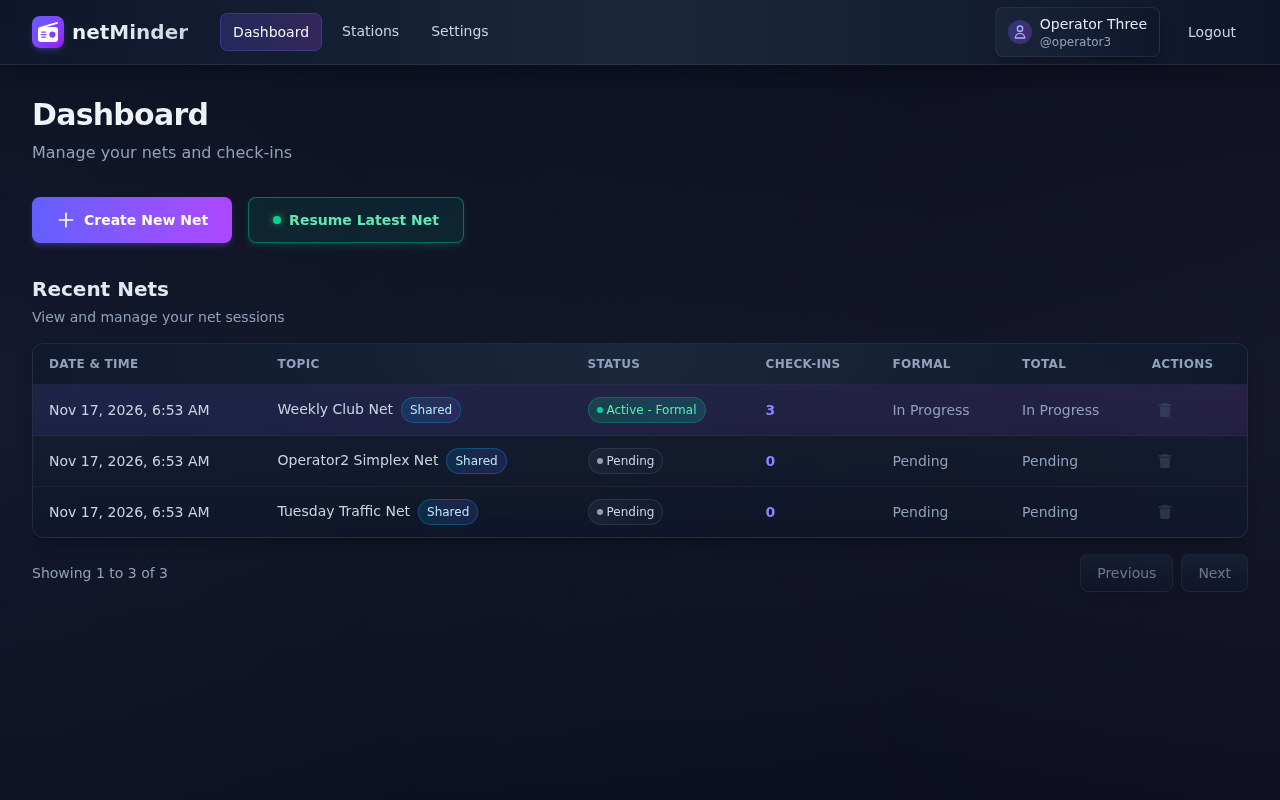 netMinder Dashboard Stations Settings Operator Three Logout
@operator3
Dashboard
Manage your nets and check-ins
Create New Net Resume Latest Net
Recent Nets
View and manage your net sessions
DATE & TIME TOPIC STATUS CHECK-INS FORMAL TOTAL ACTIONS
Nov 17, 2026, 6:53 AM Weekly Club Net Shared Active - Formal 3 In Progress In Progress
Nov 17, 2026, 6:53 AM Operator2 Simplex Net Shared Pending 0 Pending Pending
Nov 17, 2026, 6:53 AM Tuesday Traffic Net Shared Pending 0 Pending Pending
Showing 1 to 3 of 3 Previous Next